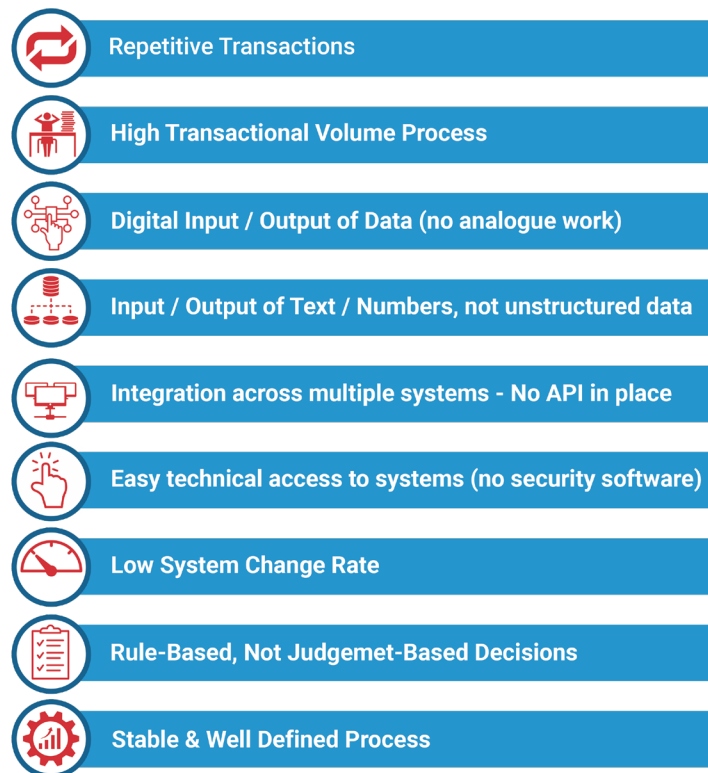 Repetitive Transactions
High Transactional Volume Process
Digital Input / Output of Data (no analogue work)
Input / Output of Text / Numbers, not unstructured data
Integration across multiple systems - No API in place
Easy technical access to systems (no security software)
Low System Change Rate
Rule-Based, Not Judgemet-Based Decisions
Stable & Well Defined Process